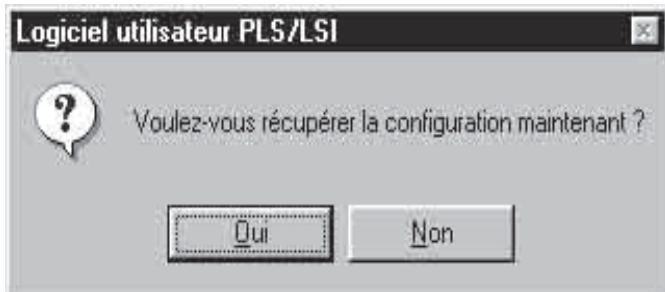 Logiciel utilisateur PLS/LSI
Voulez-vous récupérer la configuration maintenant ?
Oui
Non